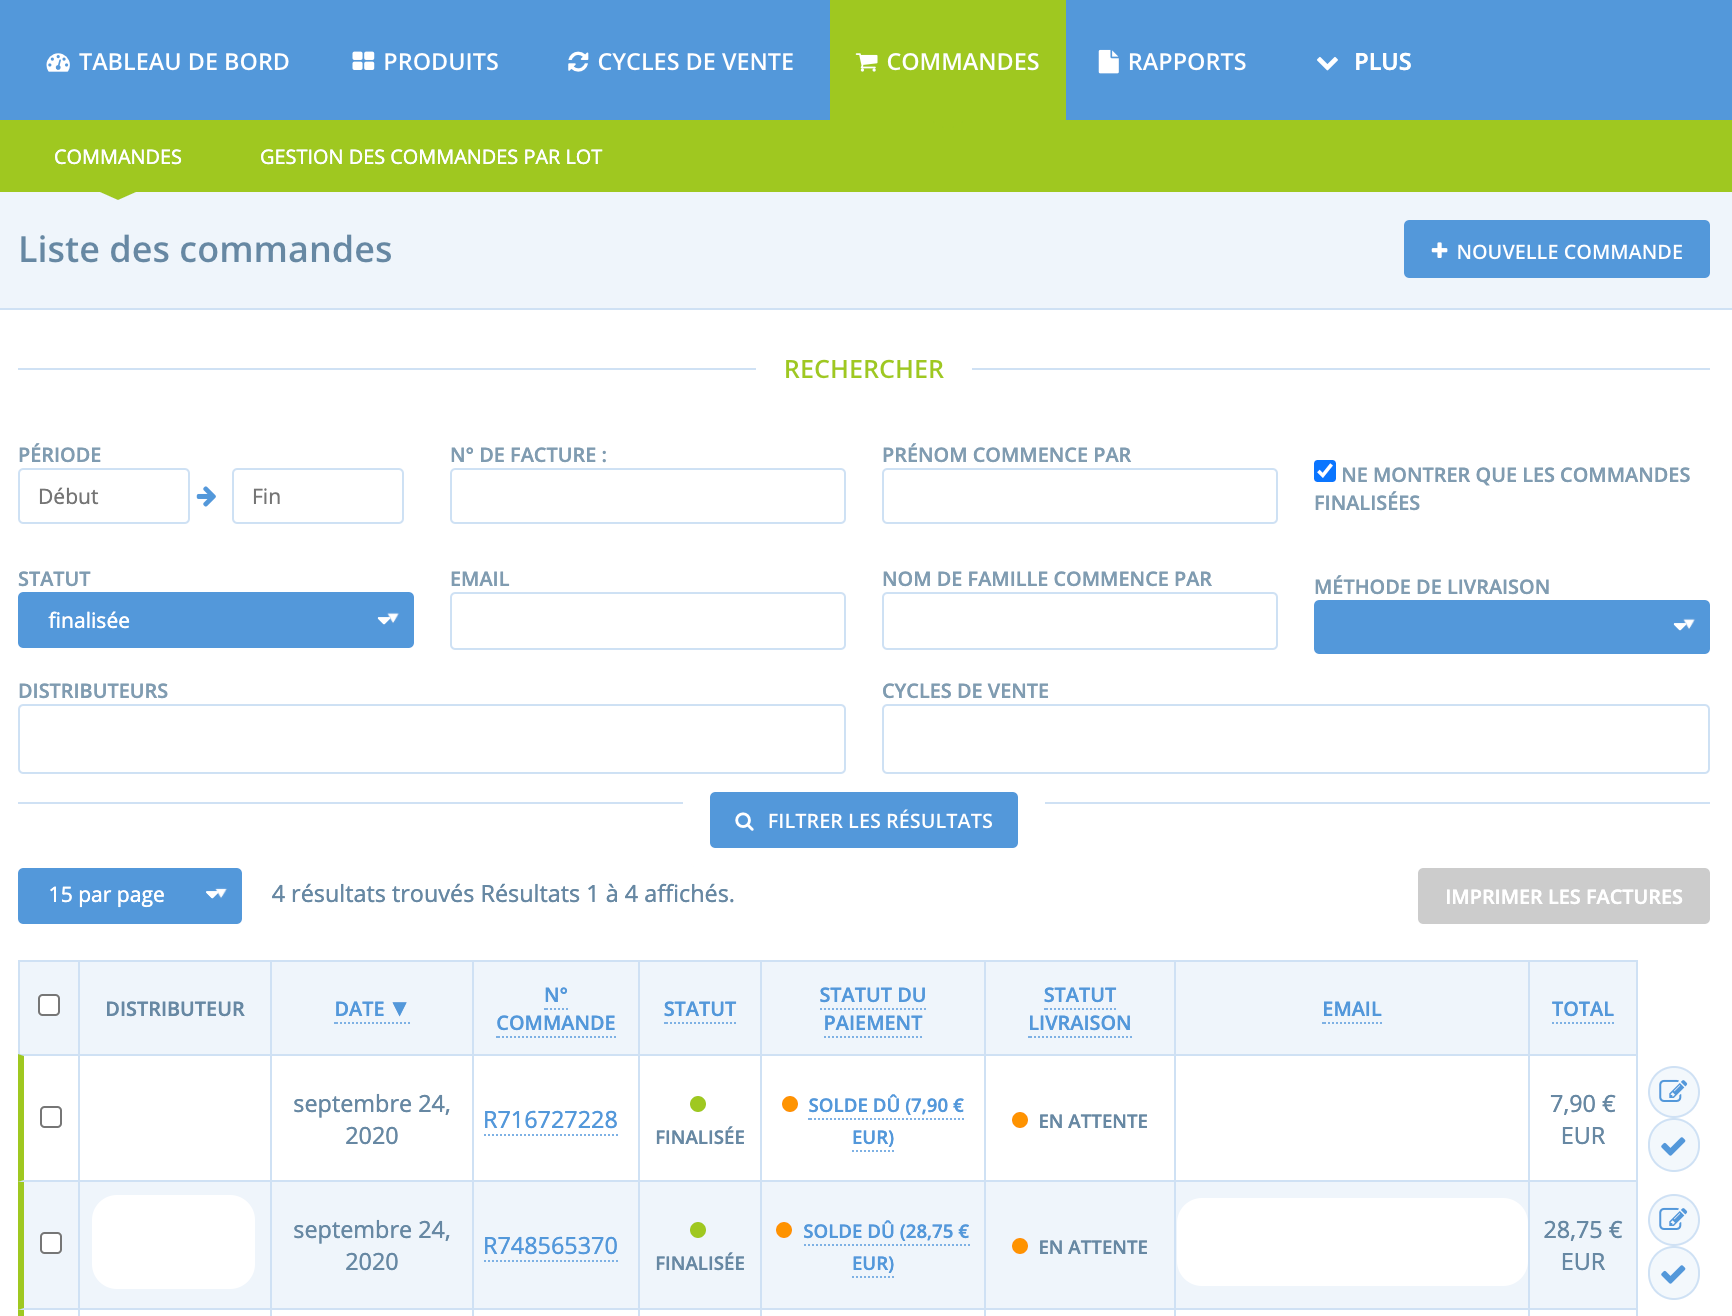 TABLEAU DE BORD PRODUITS CYCLES DE VENTE COMMANDES RAPPORTS PLUS
COMMANDES GESTION DES COMMANDES PAR LOT
Liste des commandes
+ NOUVELLE COMMANDE
RECHERCHER
PÉRIODE
Début
Fin
N° DE FACTURE :
PRÉNOM COMMENCE PAR
NE MONTRER QUE LES COMMANDES
FINALISÉES
STATUT
finalisée
EMAIL
NOM DE FAMILLE COMMENCE PAR
MÉTHODE DE LIVRAISON
DISTRIBUTEURS
CYCLES DE VENTE
FILTRER LES RÉSULTATS
15 par page
4 résultats trouvés Résultats 1 à 4 affichés.
IMPRIMER LES FACTURES
DISTRIBUTEUR
DATE ▼
N°
COMMANDE
STATUT
STATUT DU
PAIEMENT
STATUT
LIVRAISON
EMAIL
TOTAL
septembre 24,
2020
R716727228
FINALISÉE
SOLDE DÛ (7,90 €
EUR)
EN ATTENTE
7,90 €
EUR
septembre 24,
2020
R748565370
FINALISÉE
SOLDE DÛ (28,75 €
EUR)
EN ATTENTE
28,75 €
EUR